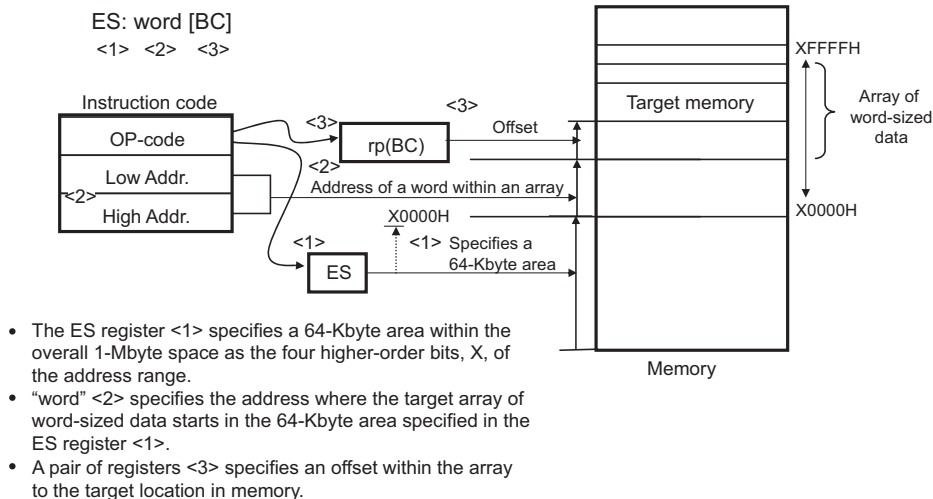 ES: word [BC]
<1> <2> <3>
Instruction code
OP-code
Low Addr.
<2>
High Addr.
<3>
rp(BC)
<3>
Offset
<2>
Address of a word within an array
X0000H
<1>
ES
<1> Specifies a
64-Kbyte area
Target memory
XFFFFH
Array of
word-sized
data
X0000H
Memory
• The ES register <1> specifies a 64-Kbyte area within the
overall 1-Mbyte space as the four higher-order bits, X, of
the address range.
• “word” <2> specifies the address where the target array of
word-sized data starts in the 64-Kbyte area specified in the
ES register <1>.
• A pair of registers <3> specifies an offset within the array
to the target location in memory.